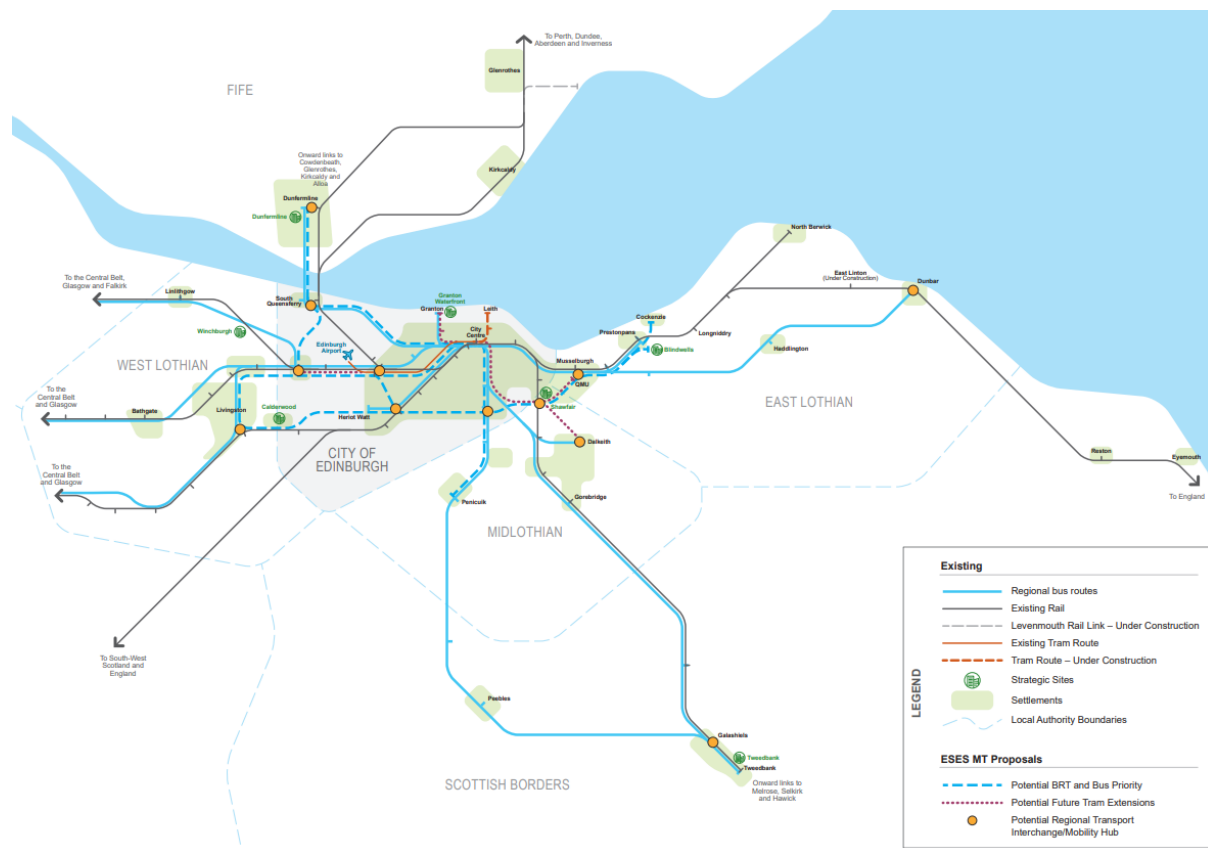 To Perth, Dundee,
Aberdeen and Inverness
Glenrothes
FIFE
Onward links to
Cowdenbeath,
Glenrothes,
Kirkcaldy and
Alloa
Kirkcaldy
Dunfermline
Dunfermline
North Berwick
To the Central Belt,
Glasgow and Falkirk
Linlithgow
South
Queensferry
Granton
Waterfront
Granton
Leith
East Linton
(Under Construction)
Dunbar
Winchburgh
Edinburgh
Airport
City
Centre
Cockenzie
Prestonpans
Longniddry
Blindwells
Musselburgh
Haddington
WEST LOTHIAN
QMU
To the
Central Belt
and Glasgow
Bathgate
Livingston
Calderwood
Heriot Watt
Shawfair
EAST LOTHIAN
Dalkeith
CITY OF
EDINBURGH
To the
Central Belt
and Glasgow
Reston
Eyemouth
To England
Penicuik
Gorebridge
MIDLOTHIAN
To South-West
Scotland and
England
Peebles
Galashiels
Tweedbank
Tweedbank
SCOTTISH BORDERS
Onward links to
Melrose, Selkirk
and Hawick
LEGEND
Existing
Regional bus routes
Existing Rail
Levenmouth Rail Link – Under Construction
Existing Tram Route
Tram Route – Under Construction
Strategic Sites
Settlements
Local Authority Boundaries
ESES MT Proposals
Potential BRT and Bus Priority
Potential Future Tram Extensions
Potential Regional Transport
Interchange/Mobility Hub